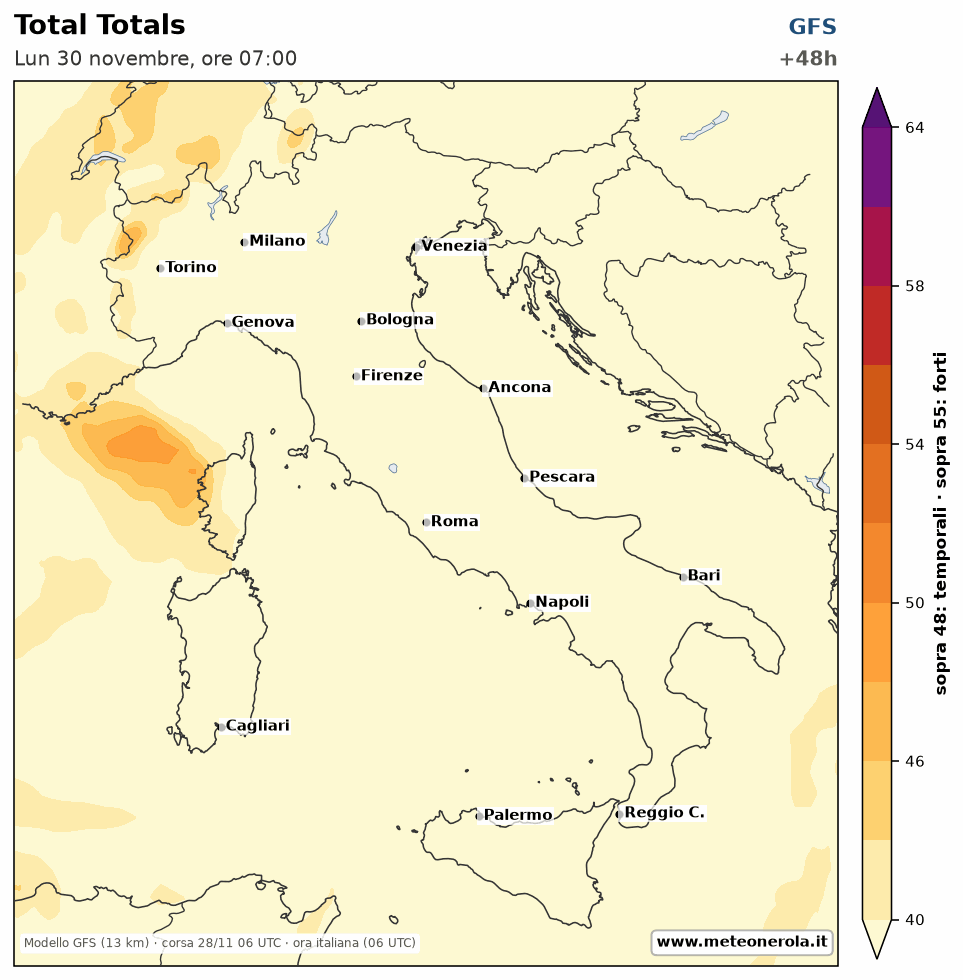 Total Totals
GFS
Lun 30 novembre, ore 07:00
+48h
Milano
Venezia
Torino
Genova
Bologna
Firenze
Ancona
Pescara
Roma
Bari
Napoli
Cagliari
Palermo
Reggio C.
64
58
54
50
46
40
sopra 48: temporali · sopra 55: forti
Modello GFS (13 km) · corsa 28/11 06 UTC · ora italiana (06 UTC)
www.meteonerola.it